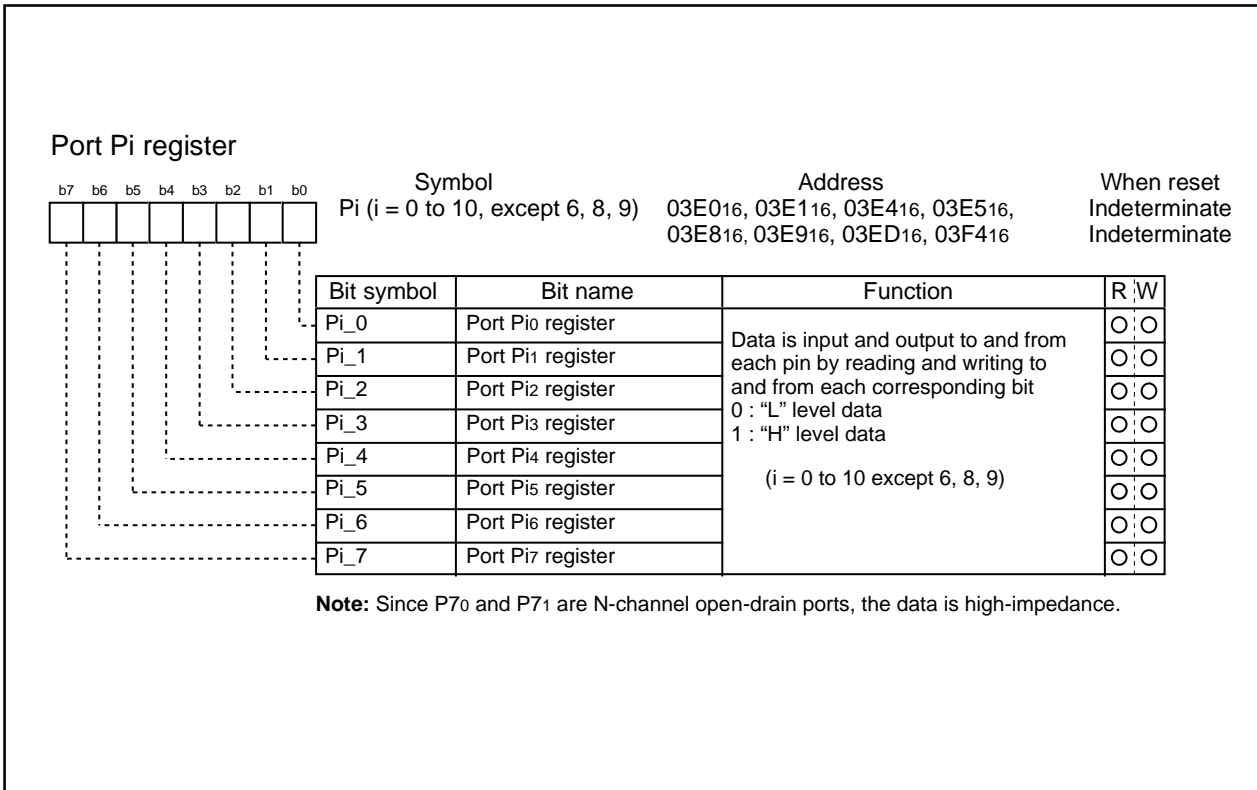 Port Pi register
b7 b6 b5 b4 b3 b2 b1 b0
Symbol Address When reset
Pi (i = 0 to 10, except 6, 8, 9) 03E016, 03E116, 03E416, 03E516, Indeterminate
03E816, 03E916, 03ED16, 03F416 Indeterminate
Bit symbol Bit name Function R W
Pi_0 Port Pi0 register
Pi_1 Port Pi1 register
Pi_2 Port Pi2 register
Pi_3 Port Pi3 register
Pi_4 Port Pi4 register
Pi_5 Port Pi5 register
Pi_6 Port Pi6 register
Pi_7 Port Pi7 register
Data is input and output to and from
each pin by reading and writing to
and from each corresponding bit
0 : “L” level data
1 : “H” level data
(i = 0 to 10 except 6, 8, 9)
Note: Since P70 and P71 are N-channel open-drain ports, the data is high-impedance.